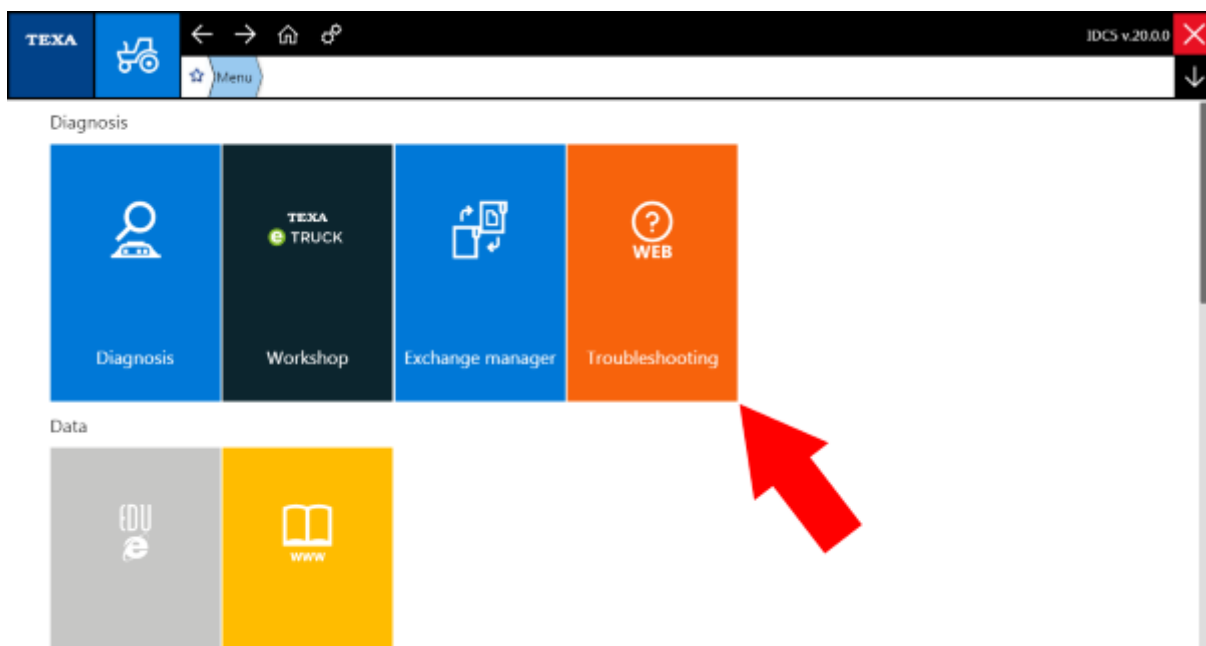 TEXA
IDC5 v.20.0.0
Menu
Diagnosis
TEXA
e TRUCK
?
WEB
Diagnosis
Workshop
Exchange manager
Troubleshooting
Data
EDU
e
www